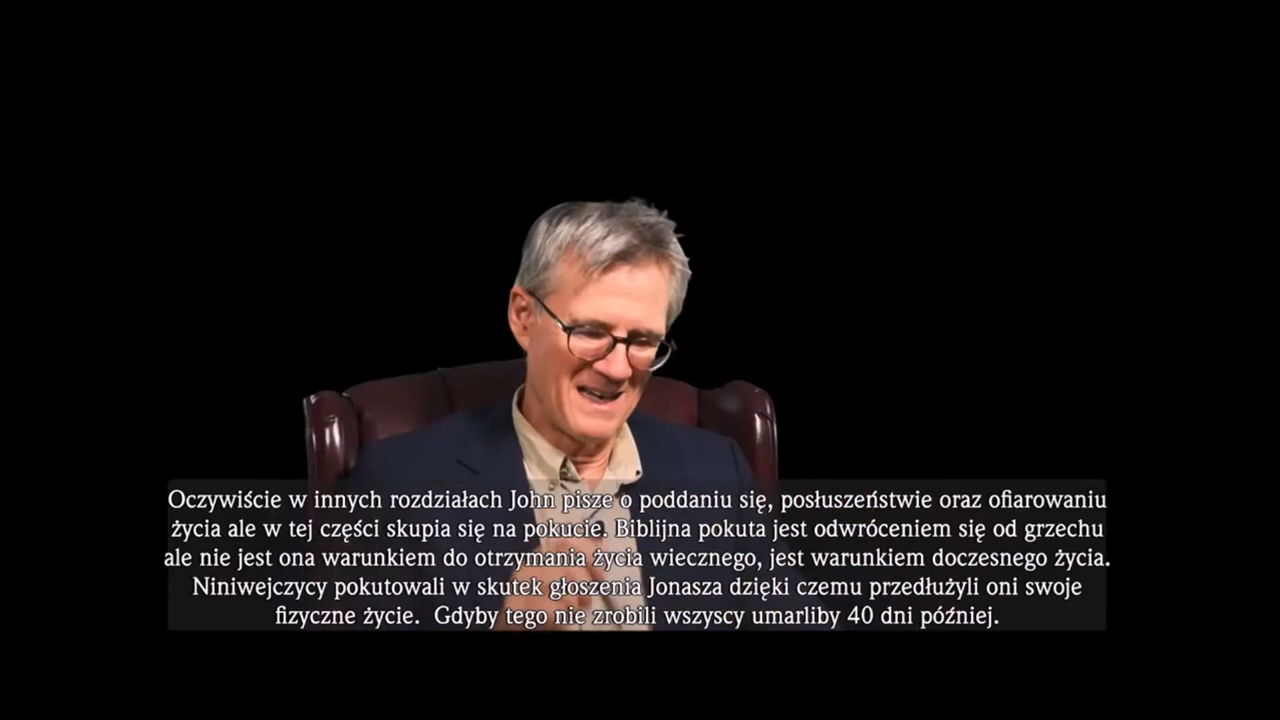 Oczywiście w innych rozdziałach John pisze o poddaniu się, posłuszeństwie oraz ofiarowaniu
życia ale w tej części skupia się na pokucie. Biblijna pokuta jest odwróceniem się od grzechu
ale nie jest ona warunkiem do otrzymania życia wiecznego, jest warunkiem doczesnego życia.
Niniwejczycy pokutowali w skutek głoszenia Jonasza dzięki czemu przedłużyli oni swoje
fizyczne życie.  Gdyby tego nie zrobili wszyscy umarliby 40 dni później.